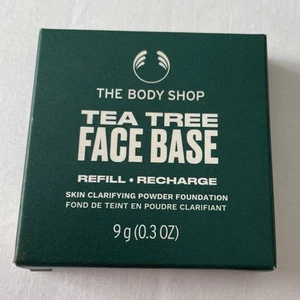 THE BODY SHOP
TEA TREE
FACE BASE
REFILL • RECHARGE
SKIN CLARIFYING POWDER FOUNDATION
FOND DE TEINT EN POUDRE CLARIFIANT
9 g (0.3 OZ)